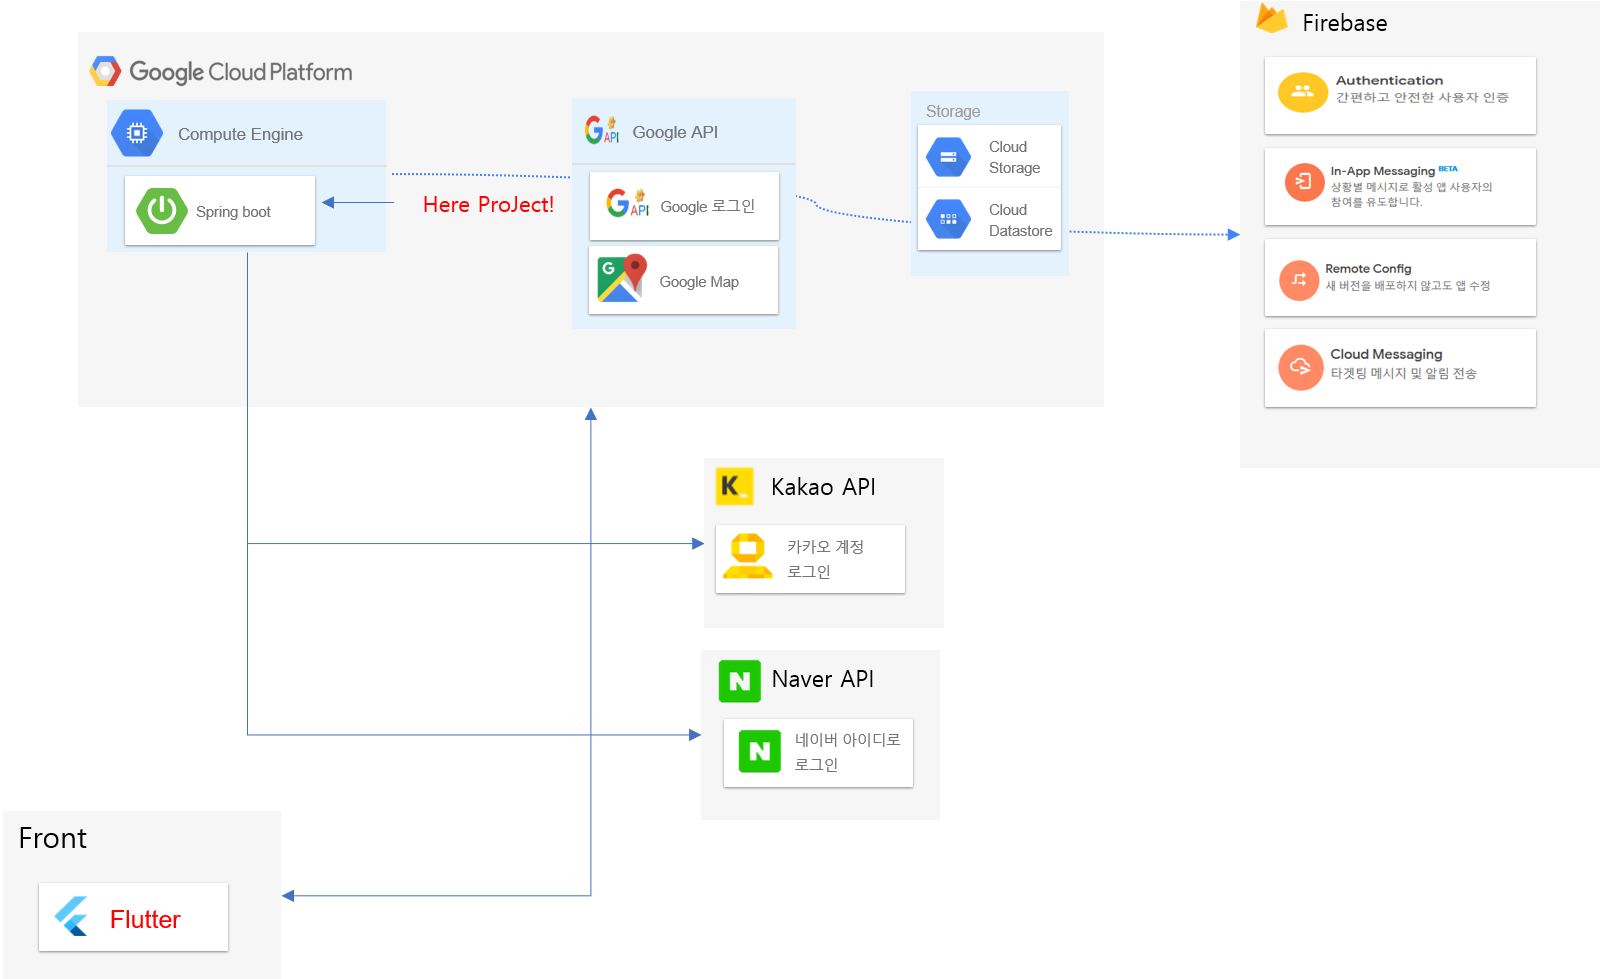 Google Cloud Platform
Compute Engine
Spring boot
Here ProJect!
G
API
Google API
G
API
Google 로그인
G
Google Map
Storage
Cloud
Storage
Cloud
Datastore
Firebase
Authentication
간편하고 안전한 사용자 인증
In-App Messaging BETA
상황별 메시지로 활성 앱 사용자의
참여를 유도합니다.
Remote Config
새 버전을 배포하지 않고도 앱 수정
Cloud Messaging
타겟팅 메시지 및 알림 전송
K_
Kakao API
카카오 계정
로그인
N
Naver API
N
네이버 아이디로
로그인
Front
Flutter